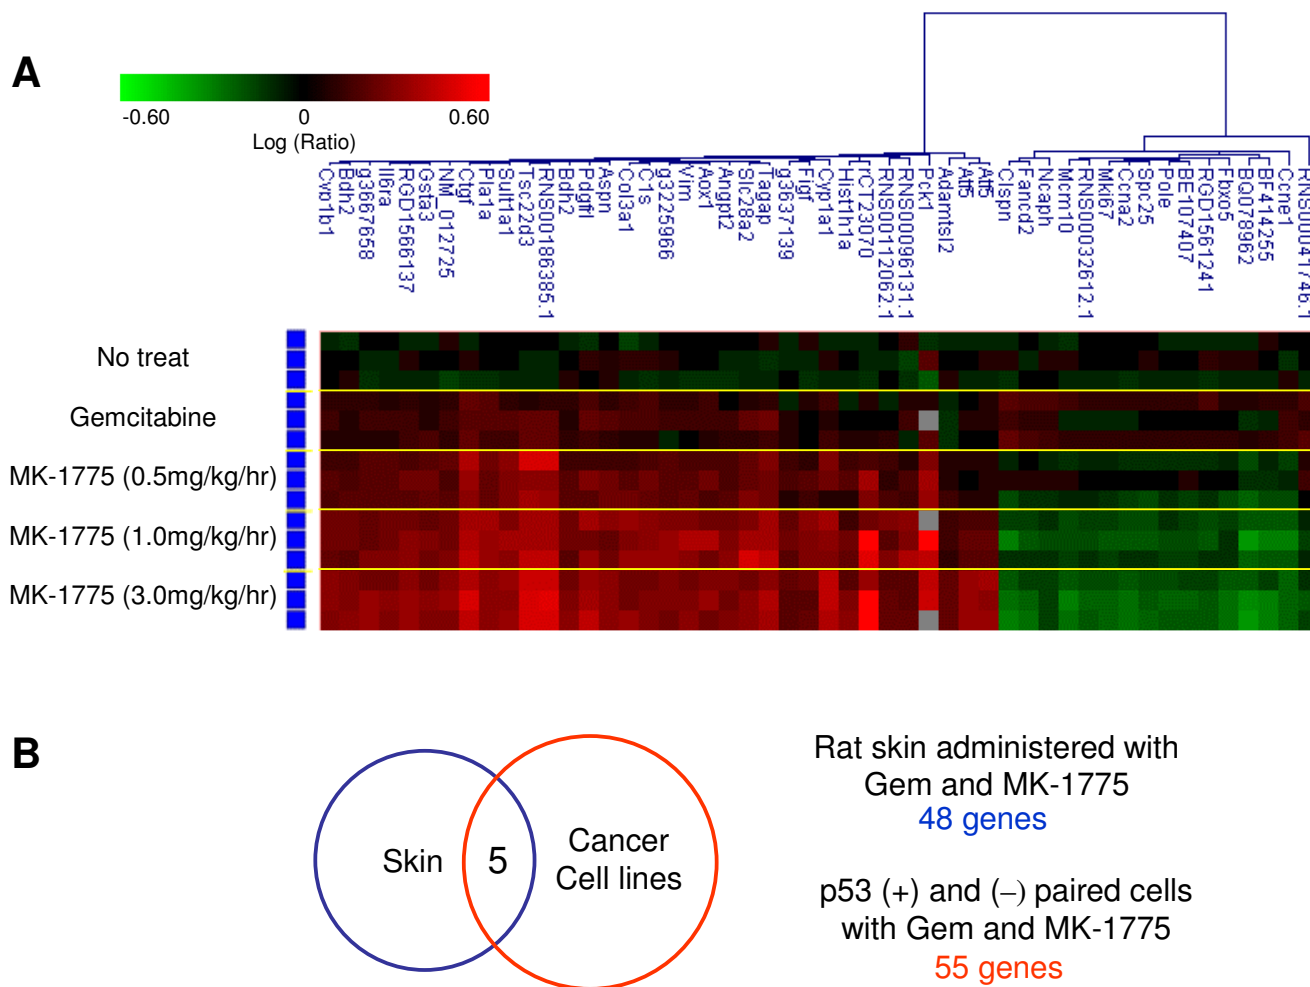 A
-0.60 0 0.60
Log (Ratio)
Cyp1b1
Bdh2
g3667658
Il6ra
RGD1566137
Gsta3
NM_012725
Ctgf
Pla1a
Sult1a1
Tsc22d3
RNS00186385.1
Bdh2
Pdgfrl
Aspn
Col3a1
C1s
g3225966
Vim
Aox1
Angpt2
Slc28a2
Tagap
g3637139
Figf
Cyp1a1
Hist1h1a
rCT23070
RNS00112062.1
RNS00096131.1
Pck1
Adamtsl2
Atf5
Atf5
Clspn
Fancd2
Ncaph
Mcm10
RNS00032612.1
Mki67
Ccna2
Spc25
Pole
BE107407
RGD1561241
Fbxo5
BQ078962
BF414255
Ccne1
RNS00041746.1
No treat
Gemcitabine
MK-1775 (0.5mg/kg/hr)
MK-1775 (1.0mg/kg/hr)
MK-1775 (3.0mg/kg/hr)
B
Skin
5
Cancer
Cell lines
Rat skin administered with
Gem and MK-1775
48 genes
p53 (+) and (−) paired cells
with Gem and MK-1775
55 genes